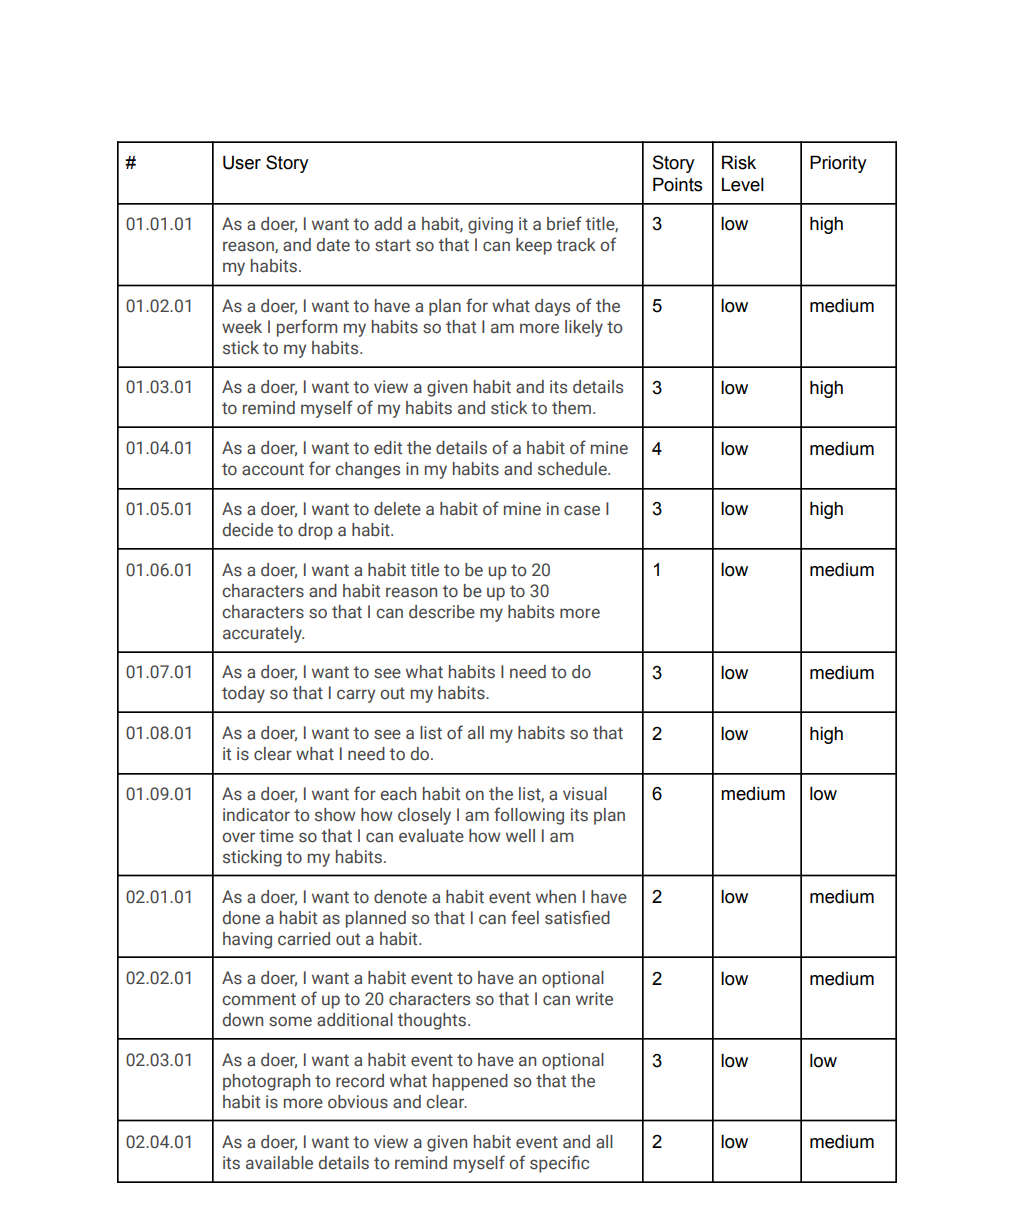 # User Story Story Points Risk Level Priority
01.01.01 As a doer, I want to add a habit, giving it a brief title, 3 low high
reason, and date to start so that I can keep track of
my habits.
01.02.01 As a doer, I want to have a plan for what days of the 5 low medium
week I perform my habits so that I am more likely to
stick to my habits.
01.03.01 As a doer, I want to view a given habit and its details 3 low high
to remind myself of my habits and stick to them.
01.04.01 As a doer, I want to edit the details of a habit of mine 4 low medium
to account for changes in my habits and schedule.
01.05.01 As a doer, I want to delete a habit of mine in case I 3 low high
decide to drop a habit.
01.06.01 As a doer, I want a habit title to be up to 20 1 low medium
characters and habit reason to be up to 30
characters so that I can describe my habits more
accurately.
01.07.01 As a doer, I want to see what habits I need to do 3 low medium
today so that I carry out my habits.
01.08.01 As a doer, I want to see a list of all my habits so that 2 low high
it is clear what I need to do.
01.09.01 As a doer, I want for each habit on the list, a visual 6 medium low
indicator to show how closely I am following its plan
over time so that I can evaluate how well I am
sticking to my habits.
02.01.01 As a doer, I want to denote a habit event when I have 2 low medium
done a habit as planned so that I can feel satisfied
having carried out a habit.
02.02.01 As a doer, I want a habit event to have an optional 2 low medium
comment of up to 20 characters so that I can write
down some additional thoughts.
02.03.01 As a doer, I want a habit event to have an optional 3 low low
photograph to record what happened so that the
habit is more obvious and clear.
02.04.01 As a doer, I want to view a given habit event and all 2 low medium
its available details to remind myself of specific